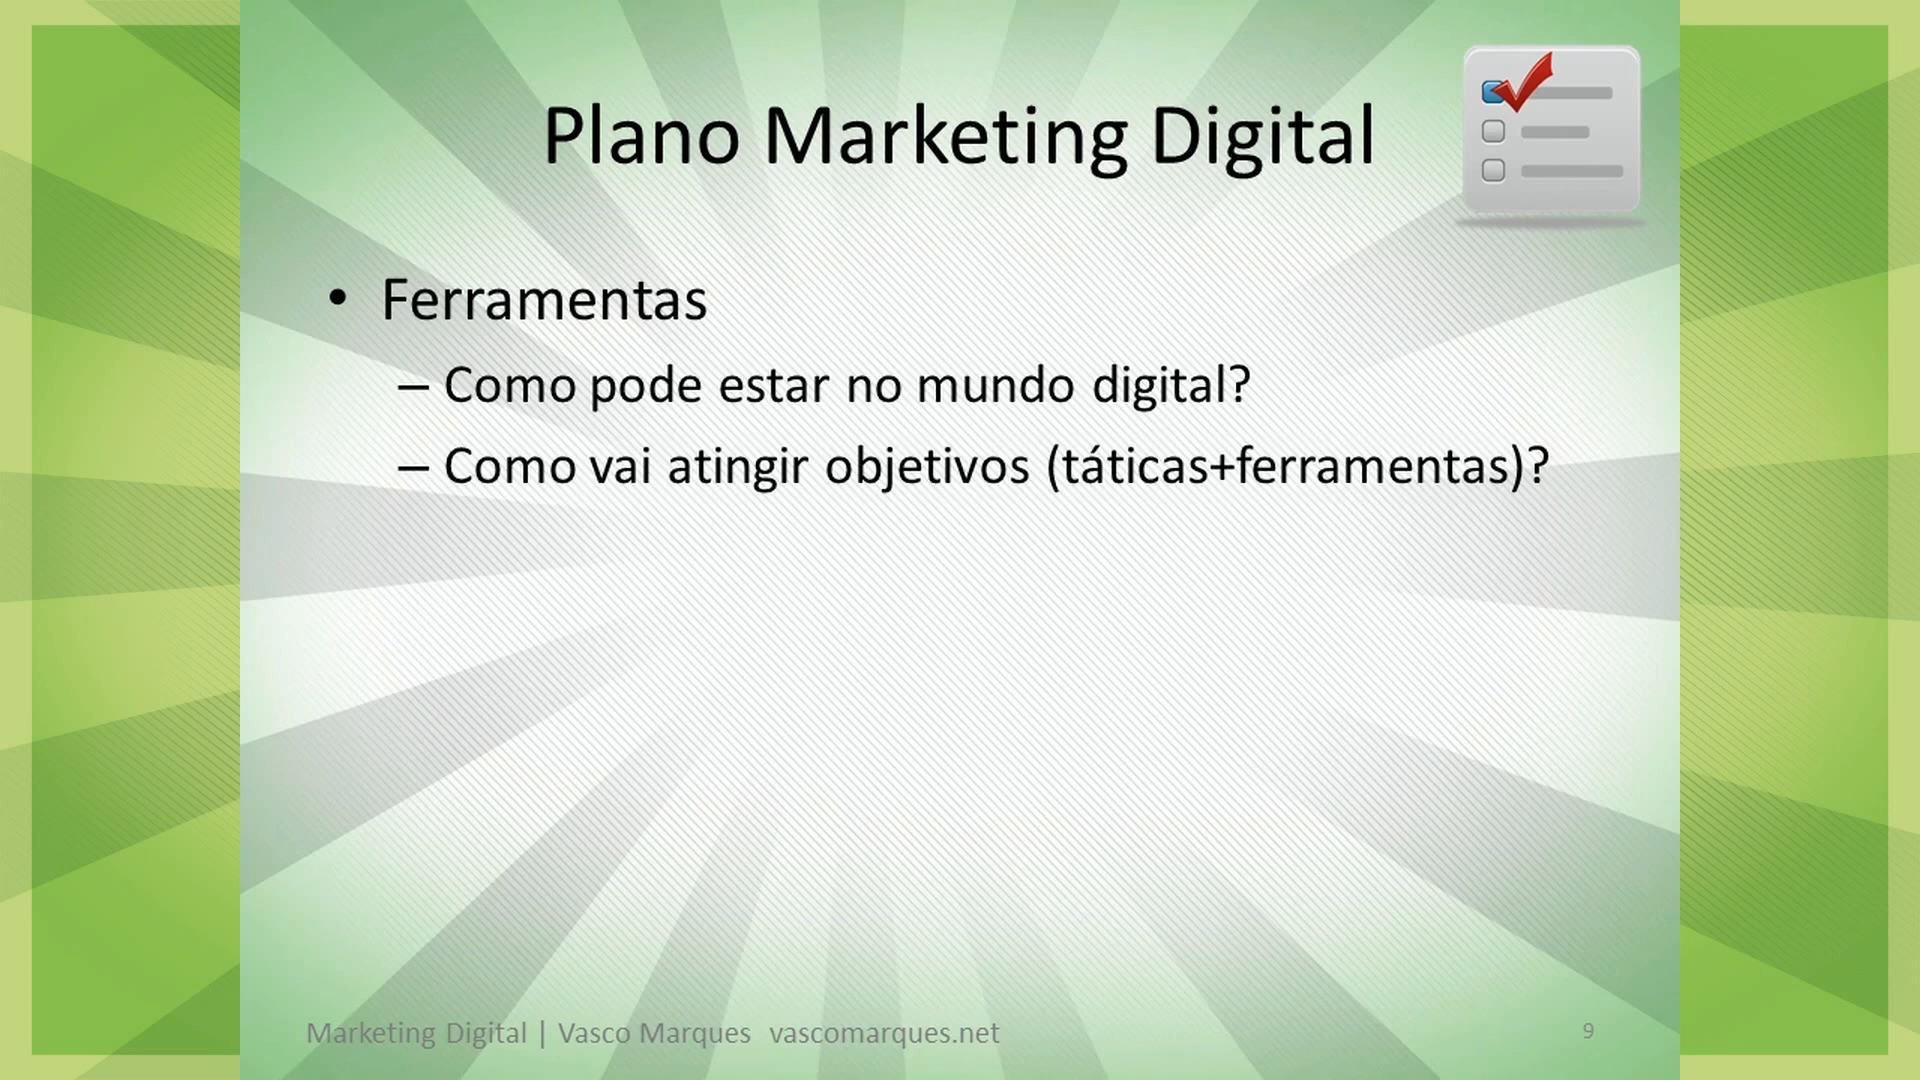 Plano Marketing Digital
• Ferramentas
– Como pode estar no mundo digital?
– Como vai atingir objetivos (táticas+ferramentas)?
Marketing Digital | Vasco Marques vascomarques.net
9